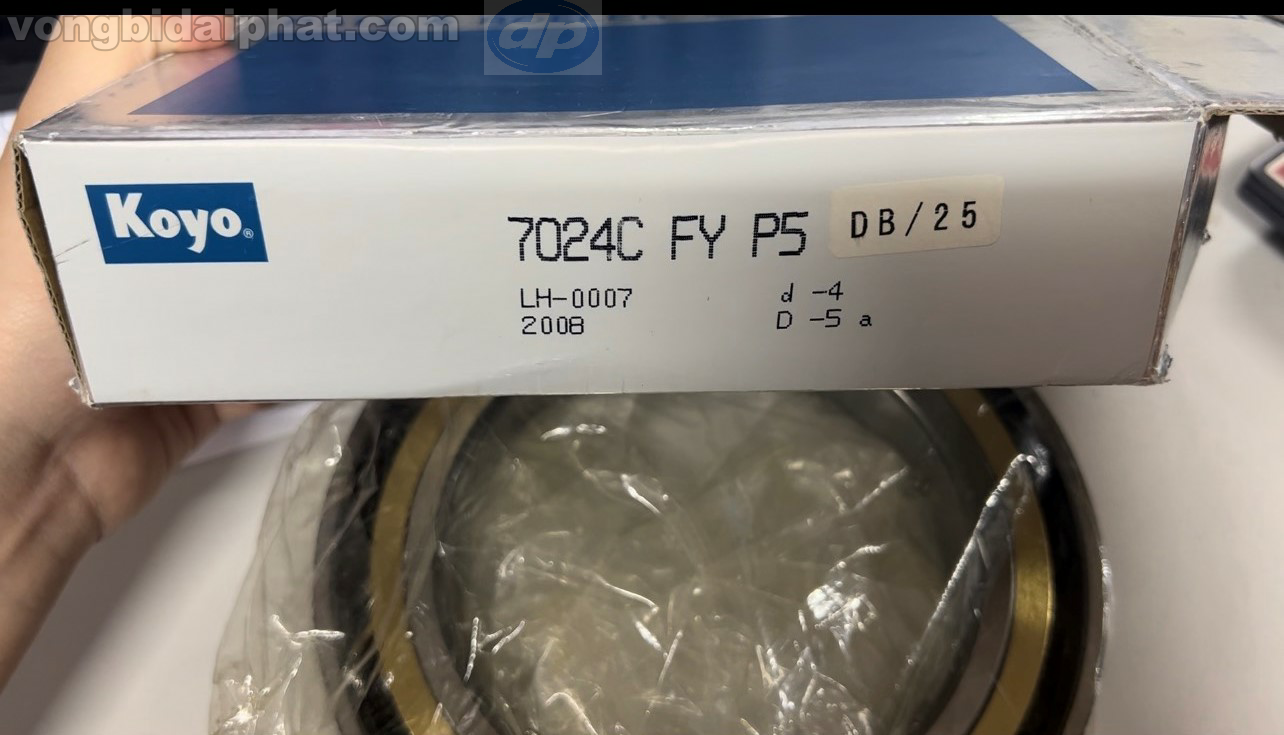 vongbidaiphat.com
dp
Koyo®
7024C FY P5 DB/25
LH-0007 d -4
2008 D -5 a